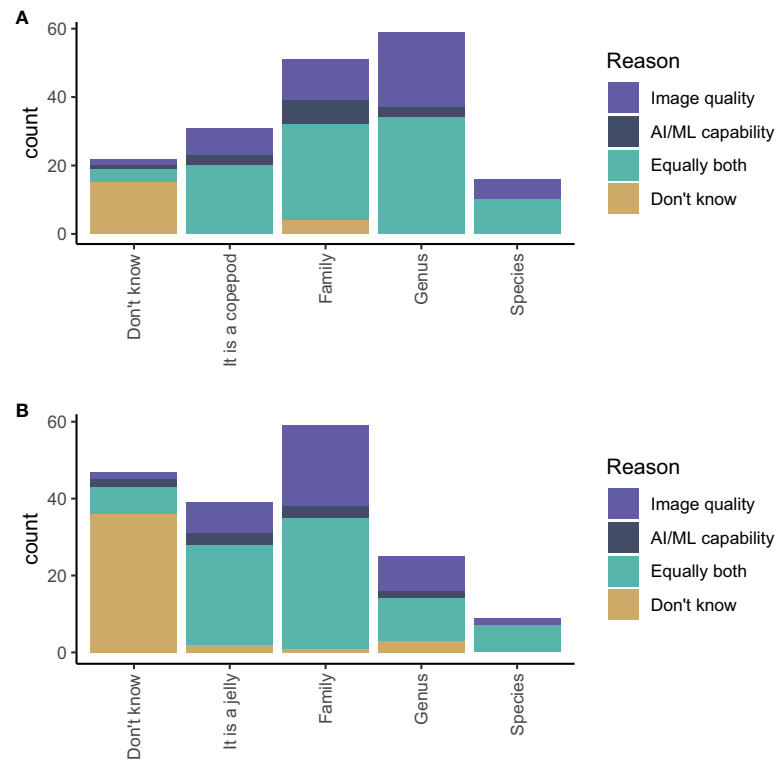 A
60
40
20
0
count
Don't know
It is a copepod
Family
Genus
Species
Reason
Image quality
AI/ML capability
Equally both
Don't know
B
60
40
20
0
count
Don't know
It is a jelly
Family
Genus
Species
Reason
Image quality
AI/ML capability
Equally both
Don't know